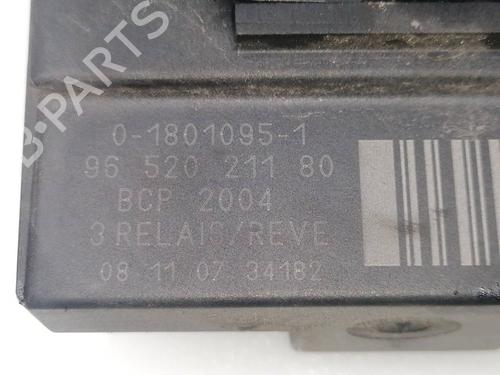 0-1801095-1
96 520 211 80
BCP 2004
3 RELAIS/REVE
08 11 07 34182
B-Parts